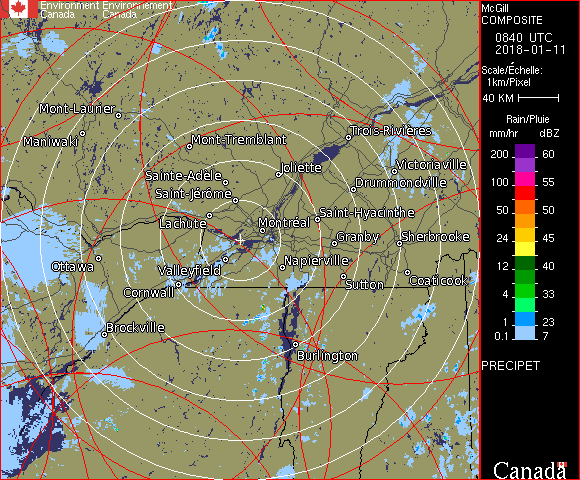 Environment Environnement
Canada Canada
McGill
COMPOSITE
0840 UTC
2018-01-11
Scale/Échelle:
1km/Pixel
40 KM
Rain/Pluie
mm/hr dBZ
200 60
150 57
100 55
50 50
24 45
12 40
4 33
1 23
0.1 7
PRECIPET
Canada
Mont-Laurier
Maniwaki
Mont-Tremblant
Trois-Rivières
Joliette
Victoriaville
Sainte-Adèle
Drummondville
Saint-Jérôme
Saint-Hyacinthe
Lachute
Montréal
Granby
Sherbrooke
Ottawa
Valleyfield
Napierville
Cornwall
Sutton
Coaticook
Brockville
Burlington